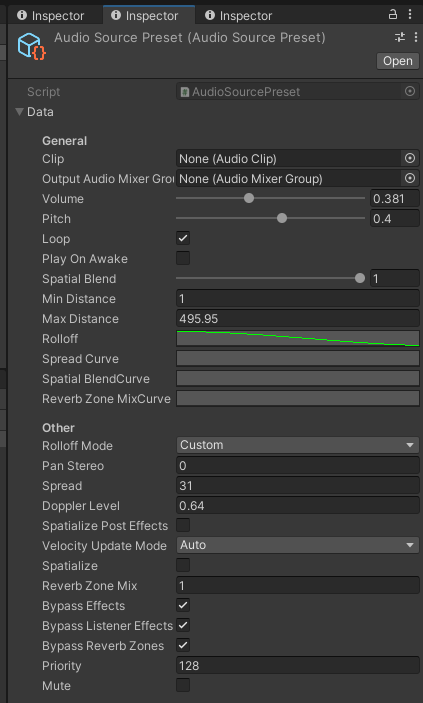 Inspector Inspector Inspector
Audio Source Preset (Audio Source Preset)
Open
Script AudioSourcePreset
Data
General
Clip None (Audio Clip)
Output Audio Mixer Grou None (Audio Mixer Group)
Volume 0.381
Pitch 0.4
Loop
Play On Awake
Spatial Blend 1
Min Distance 1
Max Distance 495.95
Rolloff
Spread Curve
Spatial BlendCurve
Reverb Zone MixCurve
Other
Rolloff Mode Custom
Pan Stereo 0
Spread 31
Doppler Level 0.64
Spatialize Post Effects
Velocity Update Mode Auto
Spatialize
Reverb Zone Mix 1
Bypass Effects
Bypass Listener Effects
Bypass Reverb Zones
Priority 128
Mute